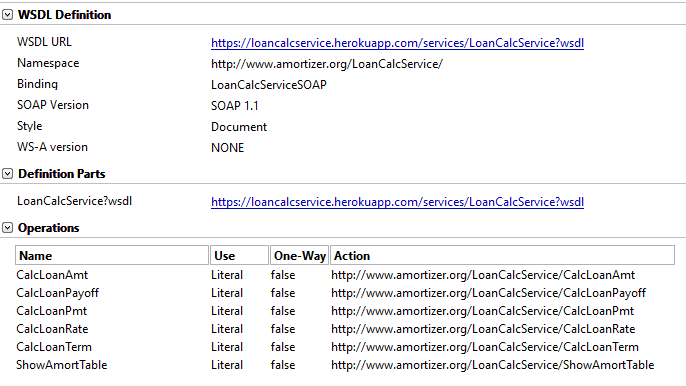 WSDL Definition
WSDL URL https://loancalcservice.herokuapp.com/services/LoanCalcService?wsdl
Namespace http://www.amortizer.org/LoanCalcService/
Binding LoanCalcServiceSOAP
SOAP Version SOAP 1.1
Style Document
WS-A version NONE
Definition Parts
LoanCalcService?wsdl https://loancalcservice.herokuapp.com/services/LoanCalcService?wsdl
Operations
Name Use One-Way Action
CalcLoanAmt Literal false http://www.amortizer.org/LoanCalcService/CalcLoanAmt
CalcLoanPayoff Literal false http://www.amortizer.org/LoanCalcService/CalcLoanPayoff
CalcLoanPmt Literal false http://www.amortizer.org/LoanCalcService/CalcLoanPmt
CalcLoanRate Literal false http://www.amortizer.org/LoanCalcService/CalcLoanRate
CalcLoanTerm Literal false http://www.amortizer.org/LoanCalcService/CalcLoanTerm
ShowAmortTable Literal false http://www.amortizer.org/LoanCalcService/ShowAmortTable